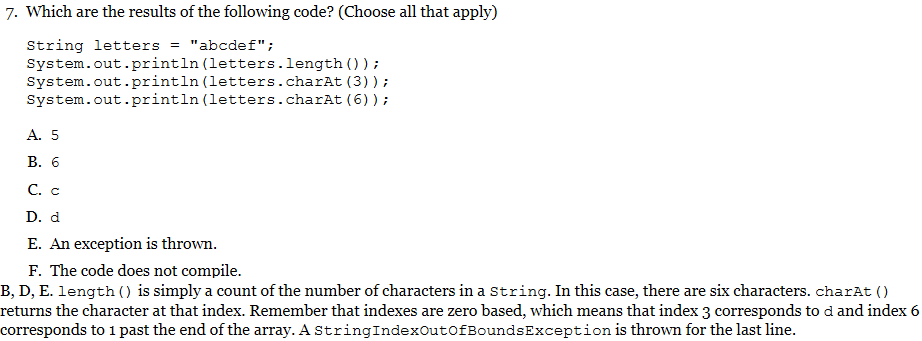 7. Which are the results of the following code? (Choose all that apply)
String letters = "abcdef";
System.out.println(letters.length());
System.out.println(letters.charAt(3));
System.out.println(letters.charAt(6));
A. 5
B. 6
C. c
D. d
E. An exception is thrown.
F. The code does not compile.
B, D, E. length() is simply a count of the number of characters in a String. In this case, there are six characters. charAt()
returns the character at that index. Remember that indexes are zero based, which means that index 3 corresponds to d and index 6
corresponds to 1 past the end of the array. A StringIndexOutOfBoundsException is thrown for the last line.